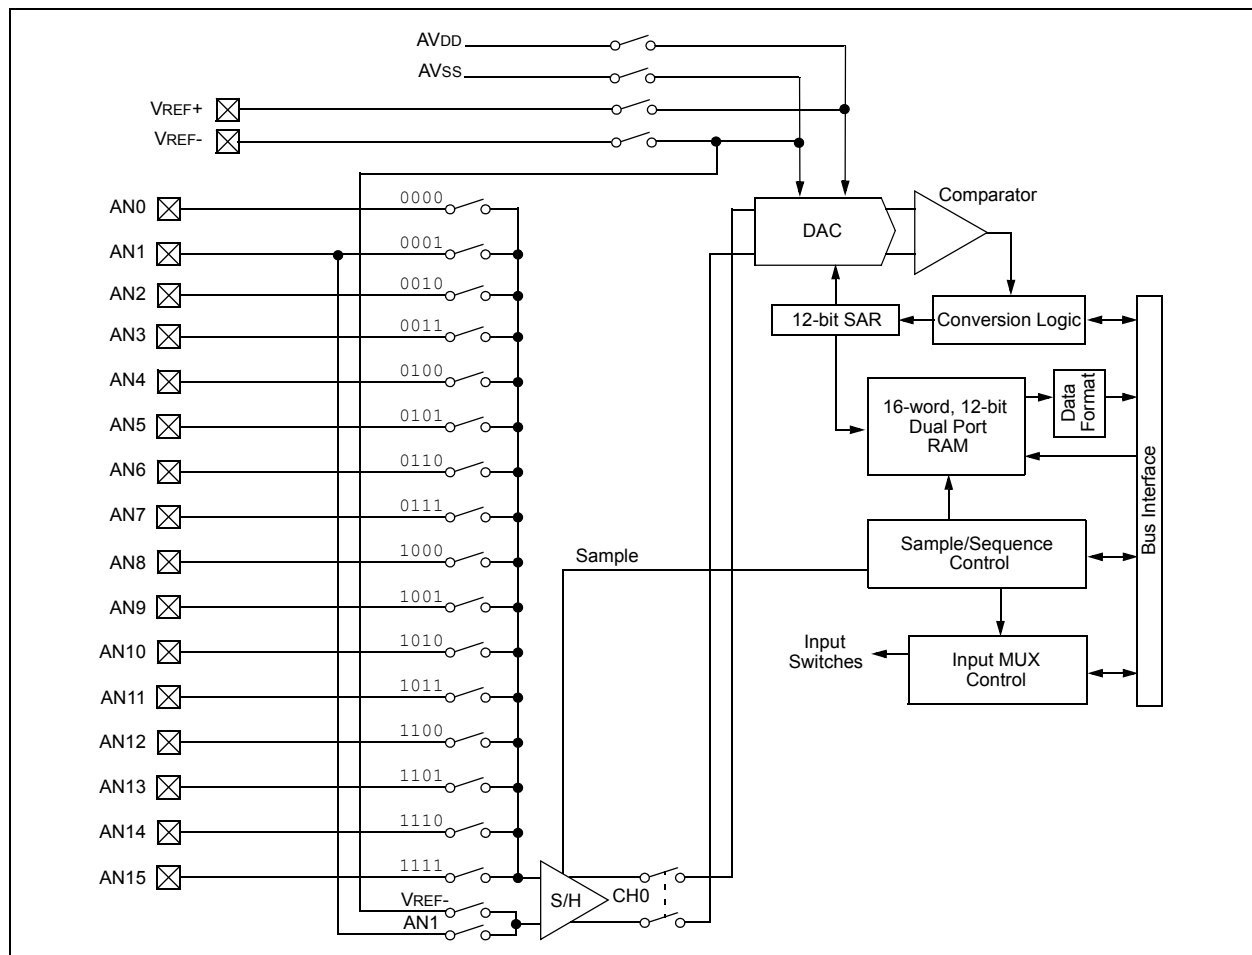 AVDD
AVSS
VREF+
VREF-
AN0
0000
AN1
0001
AN2
0010
AN3
0011
AN4
0100
AN5
0101
AN6
0110
AN7
0111
AN8
1000
AN9
1001
AN10
1010
AN11
1011
AN12
1100
AN13
1101
AN14
1110
AN15
1111
VREF-
AN1
S/H
CH0
Sample
DAC
Comparator
12-bit SAR
Conversion Logic
16-word, 12-bit
Dual Port
RAM
Data
Format
Bus Interface
Sample/Sequence
Control
Input
Switches
Input MUX
Control